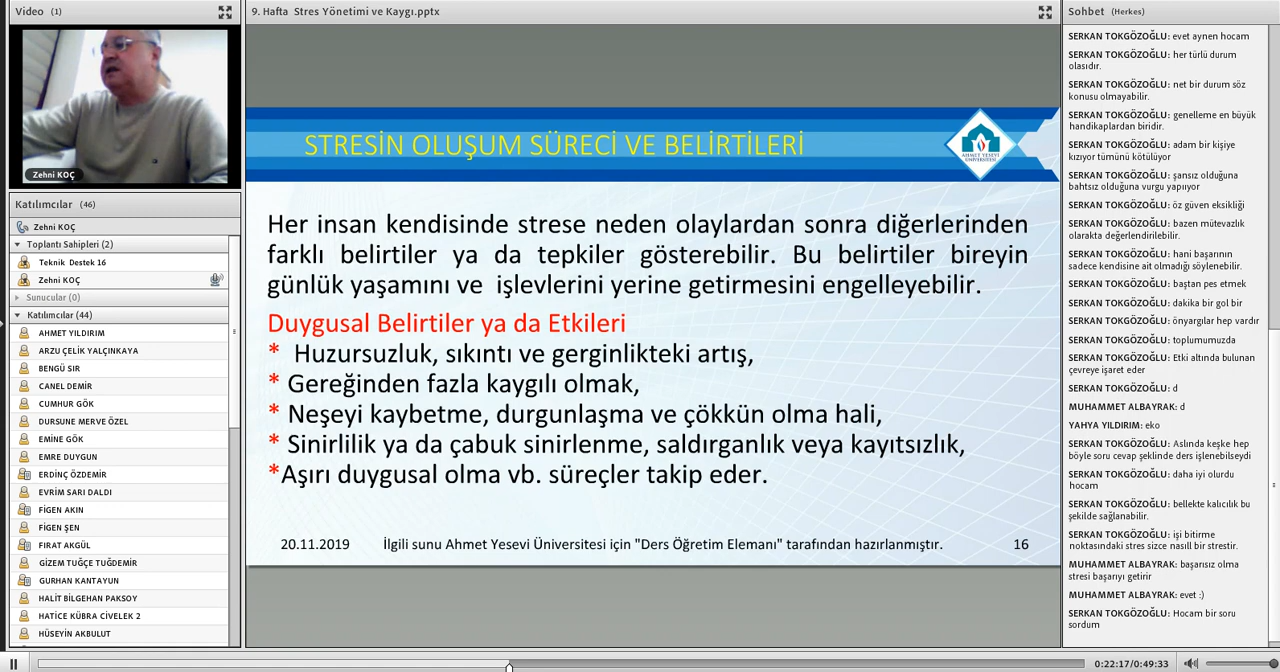 Video (1)
Zehni KOÇ
Katılımcılar (46)
Zehni KOÇ
Toplantı Sahipleri (2)
Teknik Destek 16
Zehni KOÇ
Sunucular (0)
Katılımcılar (44)
AHMET YILDIRIM
ARZU ÇELİK YALÇINKAYA
BENGÜ SIR
CANEL DEMİR
CUMHUR GÖK
DURSUNE MERVE ÖZEL
EMİNE GÖK
EMRE DUYGUN
ERDİNÇ ÖZDEMİR
EVRİM SARI DALDI
FİGEN AKIN
FİGEN ŞEN
FIRAT AKGÜL
GİZEM TUĞÇE TUĞDEMİR
GURHAN KANTAYUN
HALİT BİLGEHAN PAKSOY
HATİCE KÜBRA CİVELEK 2
HÜSEYİN AKBULUT
9. Hafta Stres Yönetimi ve Kaygı.pptx
STRESİN OLUŞUM SÜRECİ VE BELİRTİLERİ
AHMET YESEVİ
ÜNİVERSİTESİ
Her insan kendisinde strese neden olaylardan sonra diğerlerinden
farklı belirtiler ya da tepkiler gösterebilir. Bu belirtiler bireyin
günlük yaşamını ve işlevlerini yerine getirmesini engelleyebilir.
Duygusal Belirtiler ya da Etkileri
* Huzursuzluk, sıkıntı ve gerginlikteki artış,
* Gereğinden fazla kaygılı olmak,
* Neşeyi kaybetme, durgunlaşma ve çökkün olma hali,
* Sinirlilik ya da çabuk sinirlenme, saldırganlık veya kayıtsızlık,
*Aşırı duygusal olma vb. süreçler takip eder.
20.11.2019 İlgili sunu Ahmet Yesevi Üniversitesi için "Ders Öğretim Elemanı" tarafından hazırlanmıştır. 16
Sohbet (Herkes)
SERKAN TOKGÖZOĞLU: evet aynen hocam
SERKAN TOKGÖZOĞLU: her türlü durum
olasıdır.
SERKAN TOKGÖZOĞLU: net bir durum söz
konusu olmayabilir.
SERKAN TOKGÖZOĞLU: genelleme en büyük
handikaplardan biridir.
SERKAN TOKGÖZOĞLU: adam bir kişiye
kızıyor tümünü kötülüyor
SERKAN TOKGÖZOĞLU: şansız olduğuna
bahtsız olduğuna vurgu yapıyor
SERKAN TOKGÖZOĞLU: öz güven eksikliği
SERKAN TOKGÖZOĞLU: bazen mütevazlık
olarakta değerlendirilebilir.
SERKAN TOKGÖZOĞLU: hani başarının
sadece kendisine ait olmadığı söylenebilir.
SERKAN TOKGÖZOĞLU: baştan pes etmek
SERKAN TOKGÖZOĞLU: dakika bir gol bir
SERKAN TOKGÖZOĞLU: önyargılar hep vardır
SERKAN TOKGÖZOĞLU: toplumumuzda
SERKAN TOKGÖZOĞLU: Etki altında bulunan
çevreye işaret eder
SERKAN TOKGÖZOĞLU: d
MUHAMMET ALBAYRAK: d
YAHYA YILDIRIM: eko
SERKAN TOKGÖZOĞLU: Aslında keşke hep
böyle soru cevap şeklinde ders işlenebilseydi
SERKAN TOKGÖZOĞLU: daha iyi olurdu
hocam
SERKAN TOKGÖZOĞLU: bellekte kalıcılık bu
şekilde sağlanabilir.
SERKAN TOKGÖZOĞLU: işi bitirme
noktasındaki stres sizce nasıll bir strestir.
MUHAMMET ALBAYRAK: başarısız olma
stresi başarıyı getirir
MUHAMMET ALBAYRAK: evet :)
SERKAN TOKGÖZOĞLU: Hocam bir soru
sordum
0:22:17/0:49:33